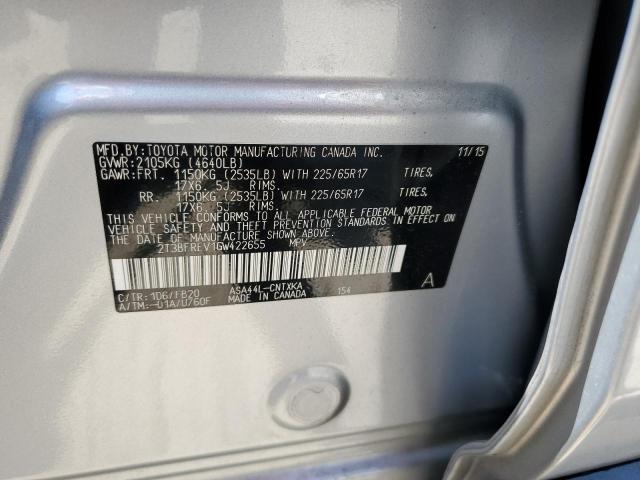 MFD.BY:TOYOTA MOTOR MANUFACTURING CANADA INC. 11/15
GVWR:2105KG (4640LB)
GAWR:FRT. 1150KG (2535LB) WITH 225/65R17 TIRES,
17X6.5J RIMS.
RR. 1150KG (2535LB) WITH 225/65R17 TIRES,
17X6.5J RIMS.
THIS VEHICLE CONFORMS TO ALL APPLICABLE FEDERAL MOTOR
VEHICLE SAFETY AND THEFT PREVENTION STANDARDS IN EFFECT ON
THE DATE OF MANUFACTURE SHOWN ABOVE.
2T3BFREV1GW422655 MPV
C/TR:1D6/FB20 ASA44L-CNTXKA A
A/TM:-01A/U760F MADE IN CANADA 154